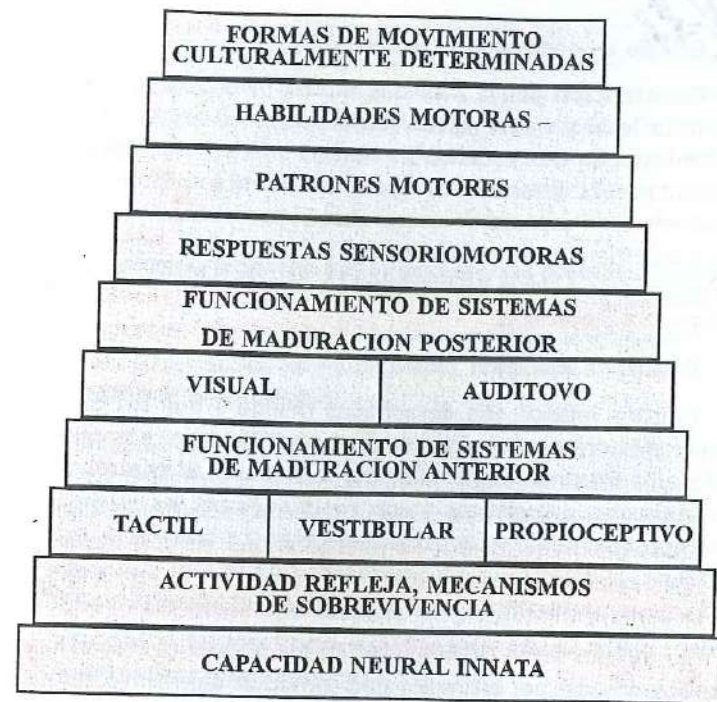 FORMAS DE MOVIMIENTO
CULTURALMENTE DETERMINADAS
HABILIDADES MOTORAS
PATRONES MOTORES
RESPUESTAS SENSORIOMOTORAS
FUNCIONAMIENTO DE SISTEMAS
DE MADURACION POSTERIOR
VISUAL
AUDITOVO
FUNCIONAMIENTO DE SISTEMAS
DE MADURACION ANTERIOR
TACTIL
VESTIBULAR
PROPIOCEPTIVO
ACTIVIDAD REFLEJA, MECANISMOS
DE SOBREVIVENCIA
CAPACIDAD NEURAL INNATA